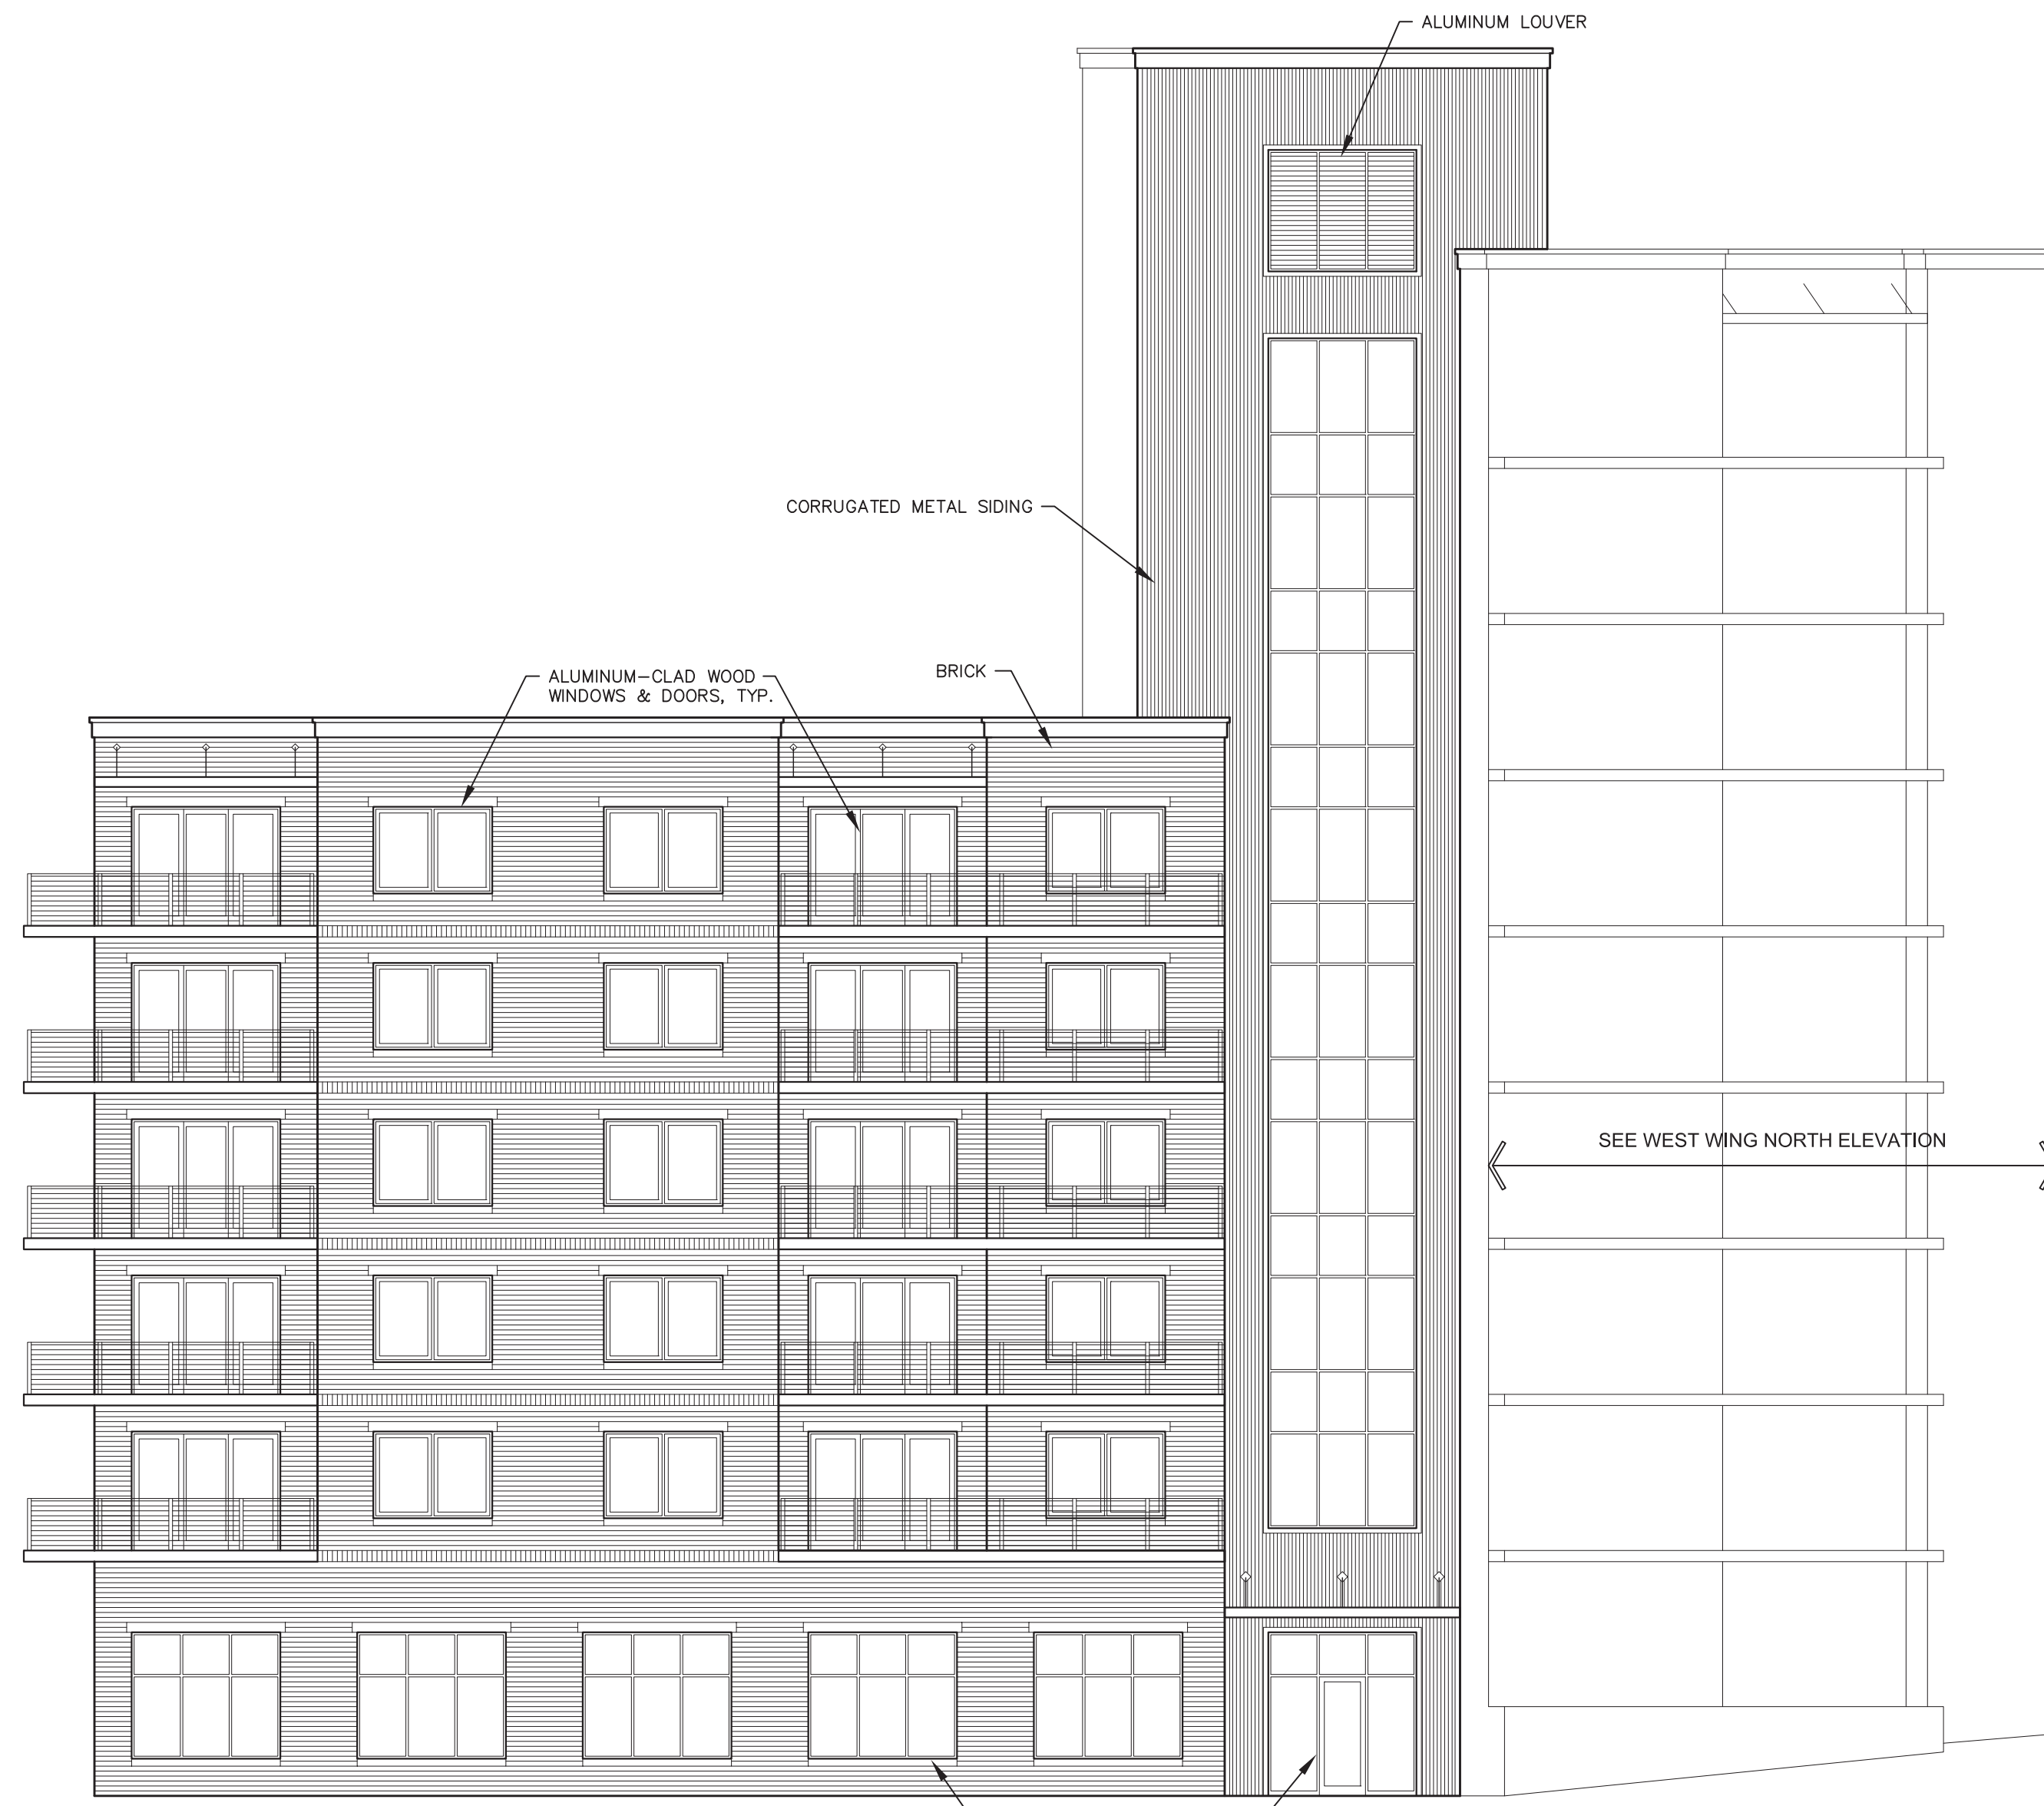 ALUMINUM LOUVER
CORRUGATED METAL SIDING
ALUMINUM-CLAD WOOD
WINDOWS & DOORS, TYP.
BRICK
SEE WEST WING NORTH ELEVATION